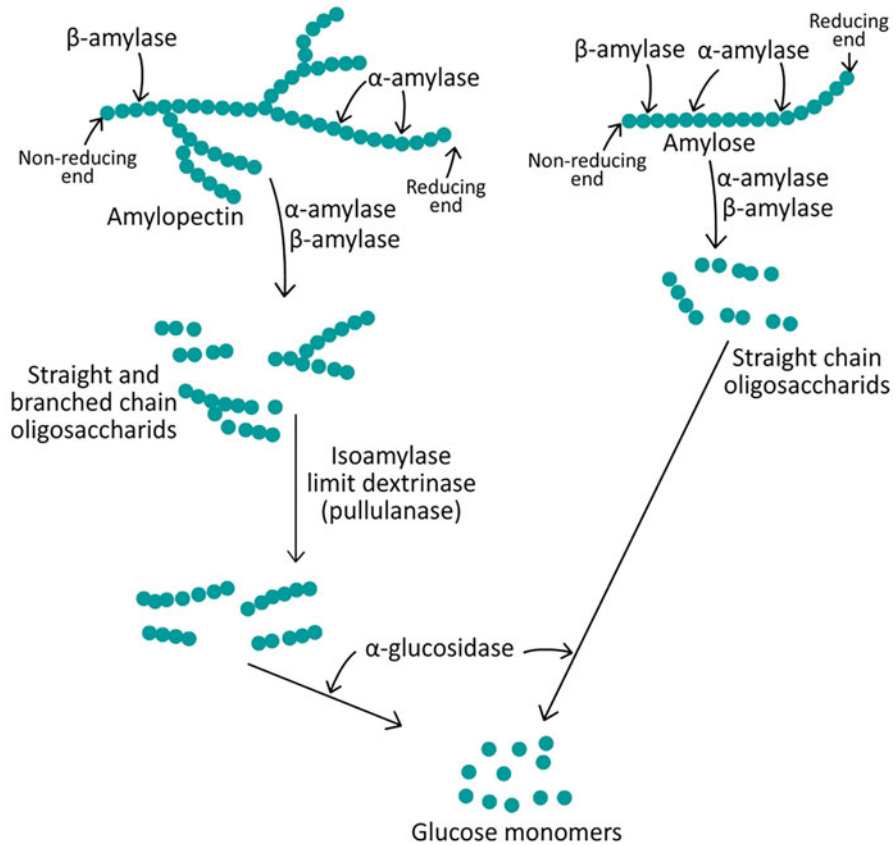 β-amylase
α-amylase
Non-reducing
end
Reducing
end
Amylopectin
α-amylase
β-amylase
Reducing
end
β-amylase
α-amylase
Non-reducing
end
Amylose
α-amylase
β-amylase
Straight and
branched chain
oligosaccharids
Straight chain
oligosaccharids
Isoamylase
limit dextrinase
(pullulanase)
α-glucosidase
Glucose monomers